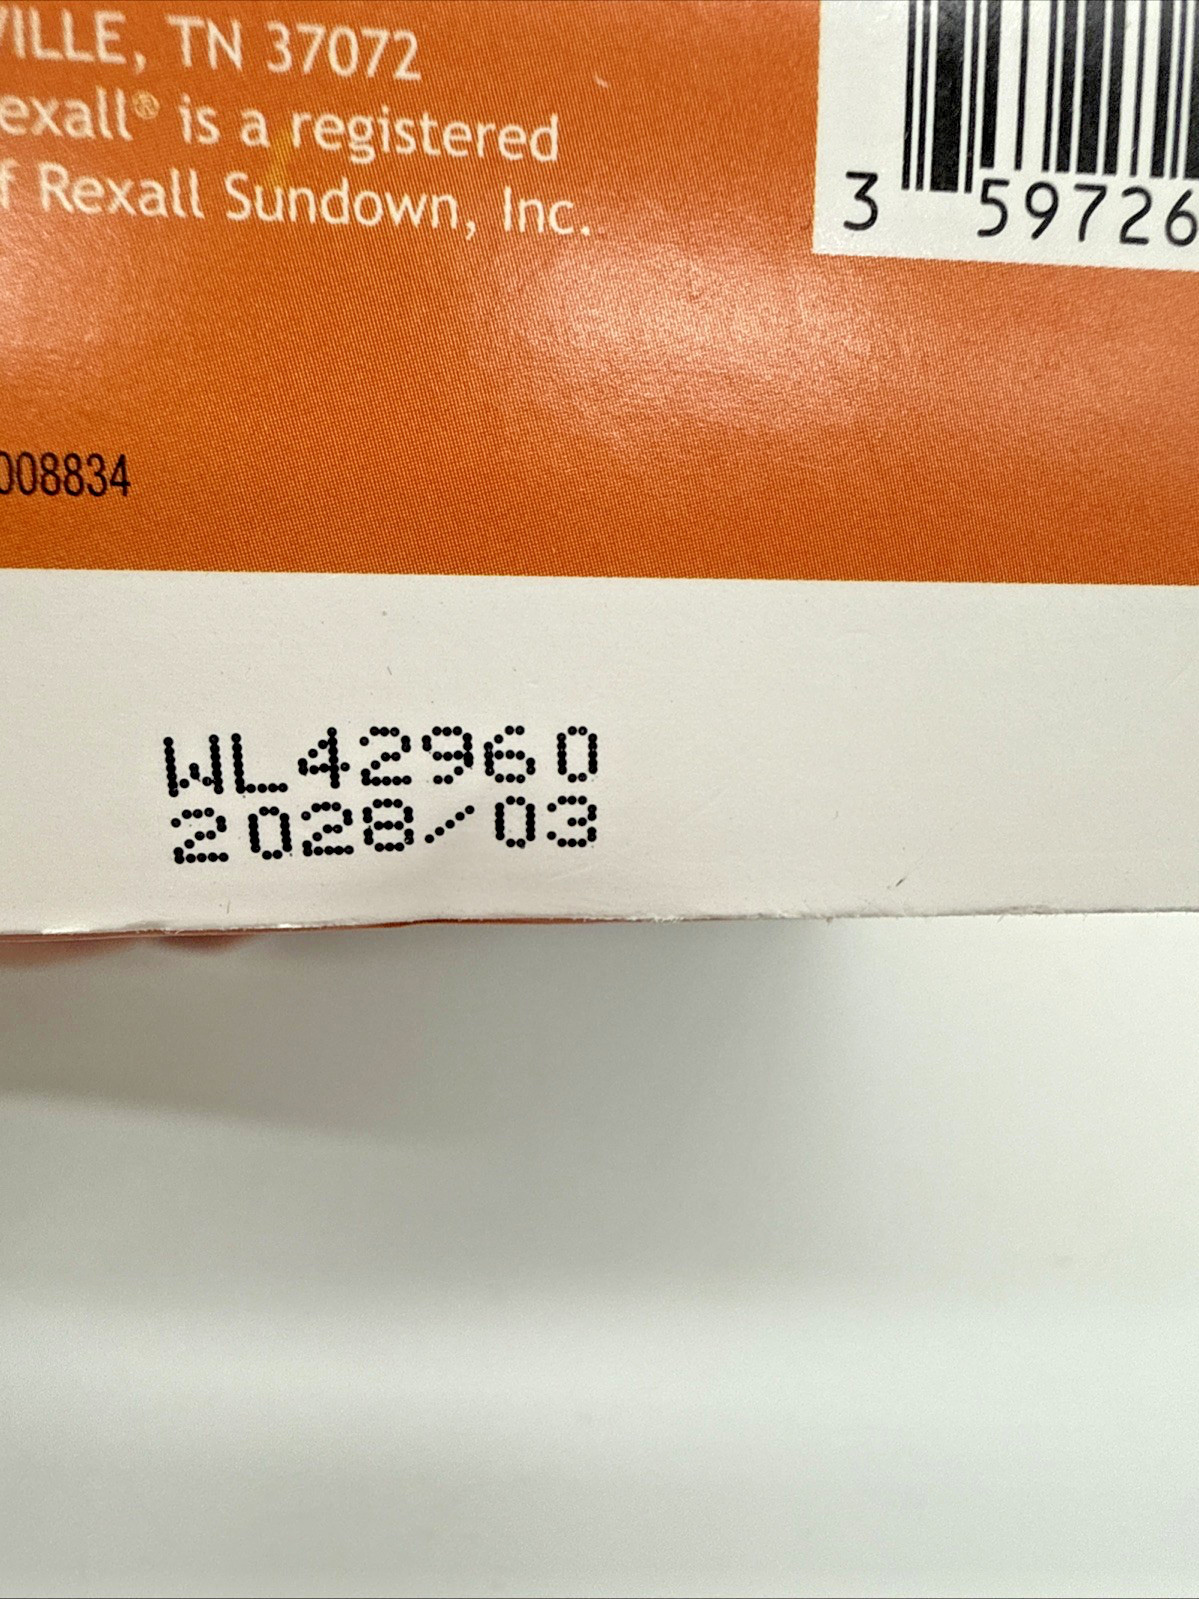 VILLE, TN 37072
exall® is a registered
f Rexall Sundown, Inc.
3 59726
008834
WL42960
2028/03